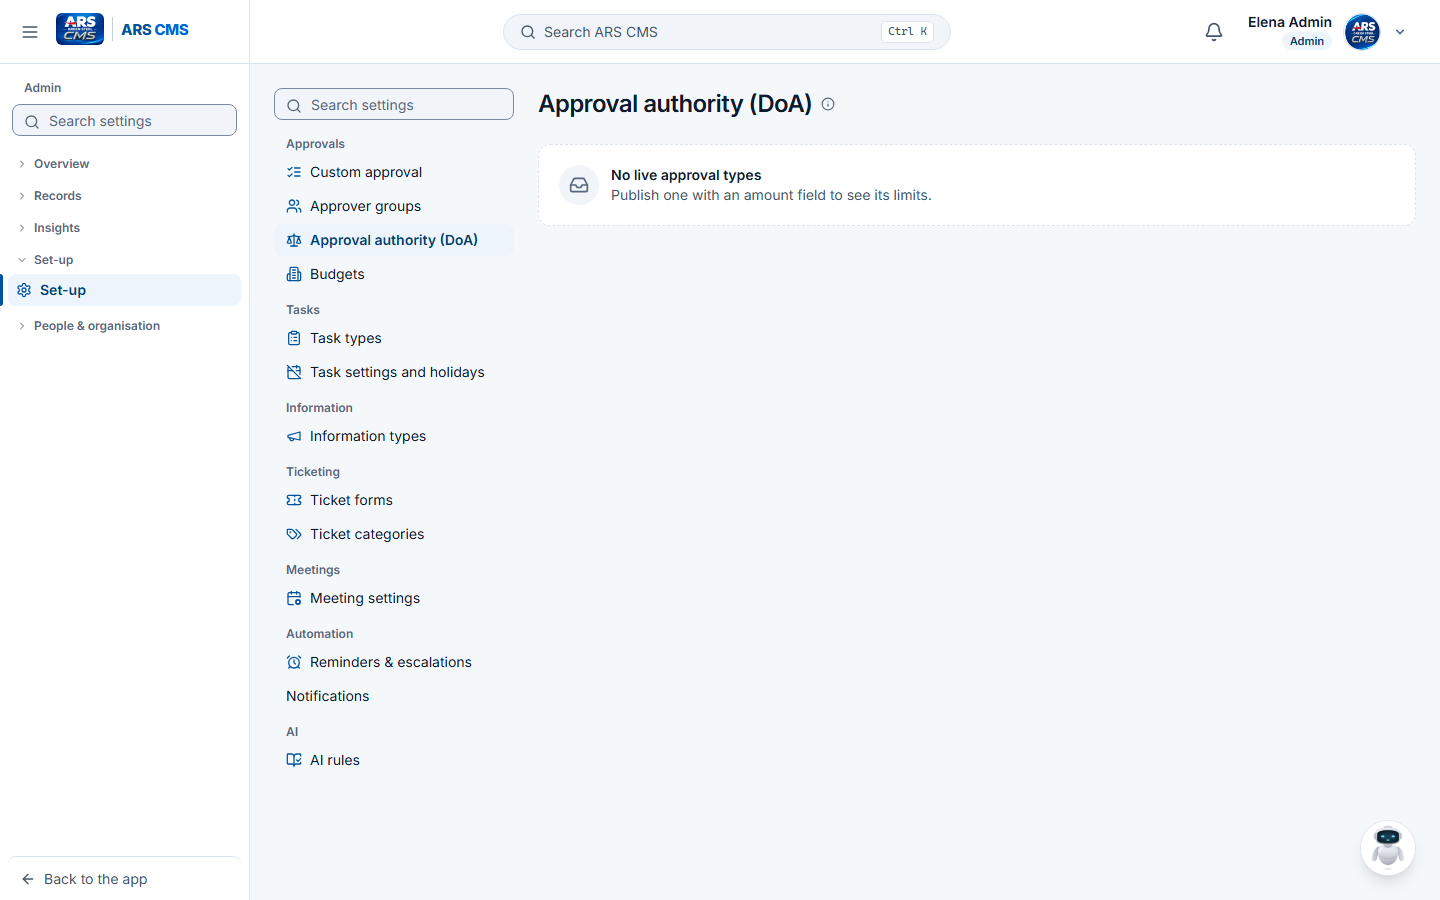 ARS
CMS
ARS CMS
Search ARS CMS
Ctrl K
Elena Admin
Admin
ARS
CMS
Admin
Search settings
Overview
Records
Insights
Set-up
Set-up
People & organisation
Back to the app
Search settings
Approvals
Custom approval
Approver groups
Approval authority (DoA)
Budgets
Tasks
Task types
Task settings and holidays
Information
Information types
Ticketing
Ticket forms
Ticket categories
Meetings
Meeting settings
Automation
Reminders & escalations
Notifications
AI
AI rules
Approval authority (DoA)
No live approval types
Publish one with an amount field to see its limits.